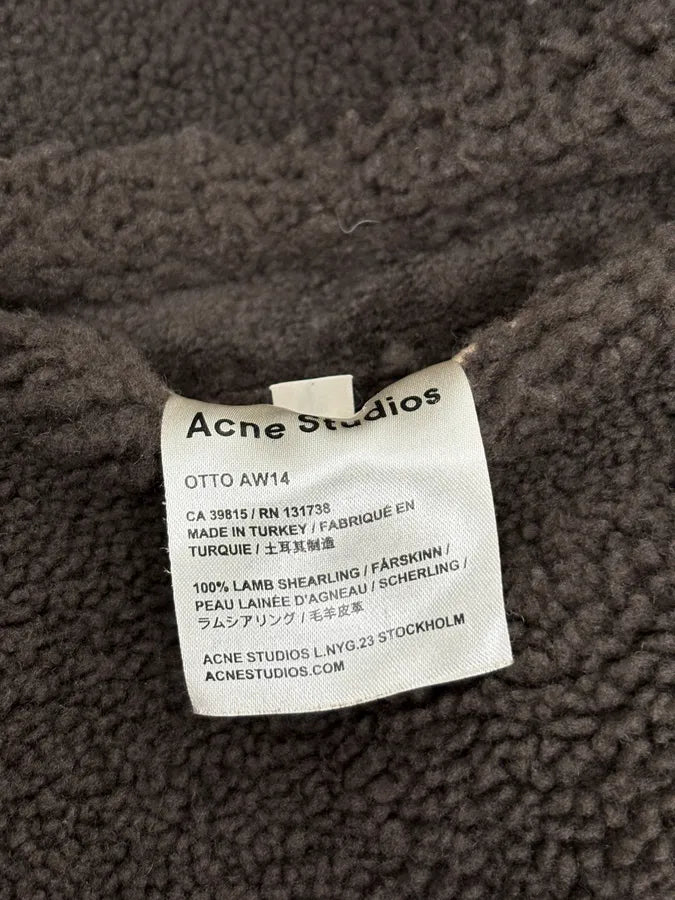 Acne Studios
OTTO AW14
CA 39815 / RN 131738
MADE IN TURKEY / FABRIQUÉ EN
TURQUIE / 土耳其制造
100% LAMB SHEARLING / FÅRSKINN /
PEAU LAINÉE D'AGNEAU / SCHERLING /
ラムシアリング / 毛羊皮革
ACNE STUDIOS L.NYG.23 STOCKHOLM
ACNESTUDIOS.COM